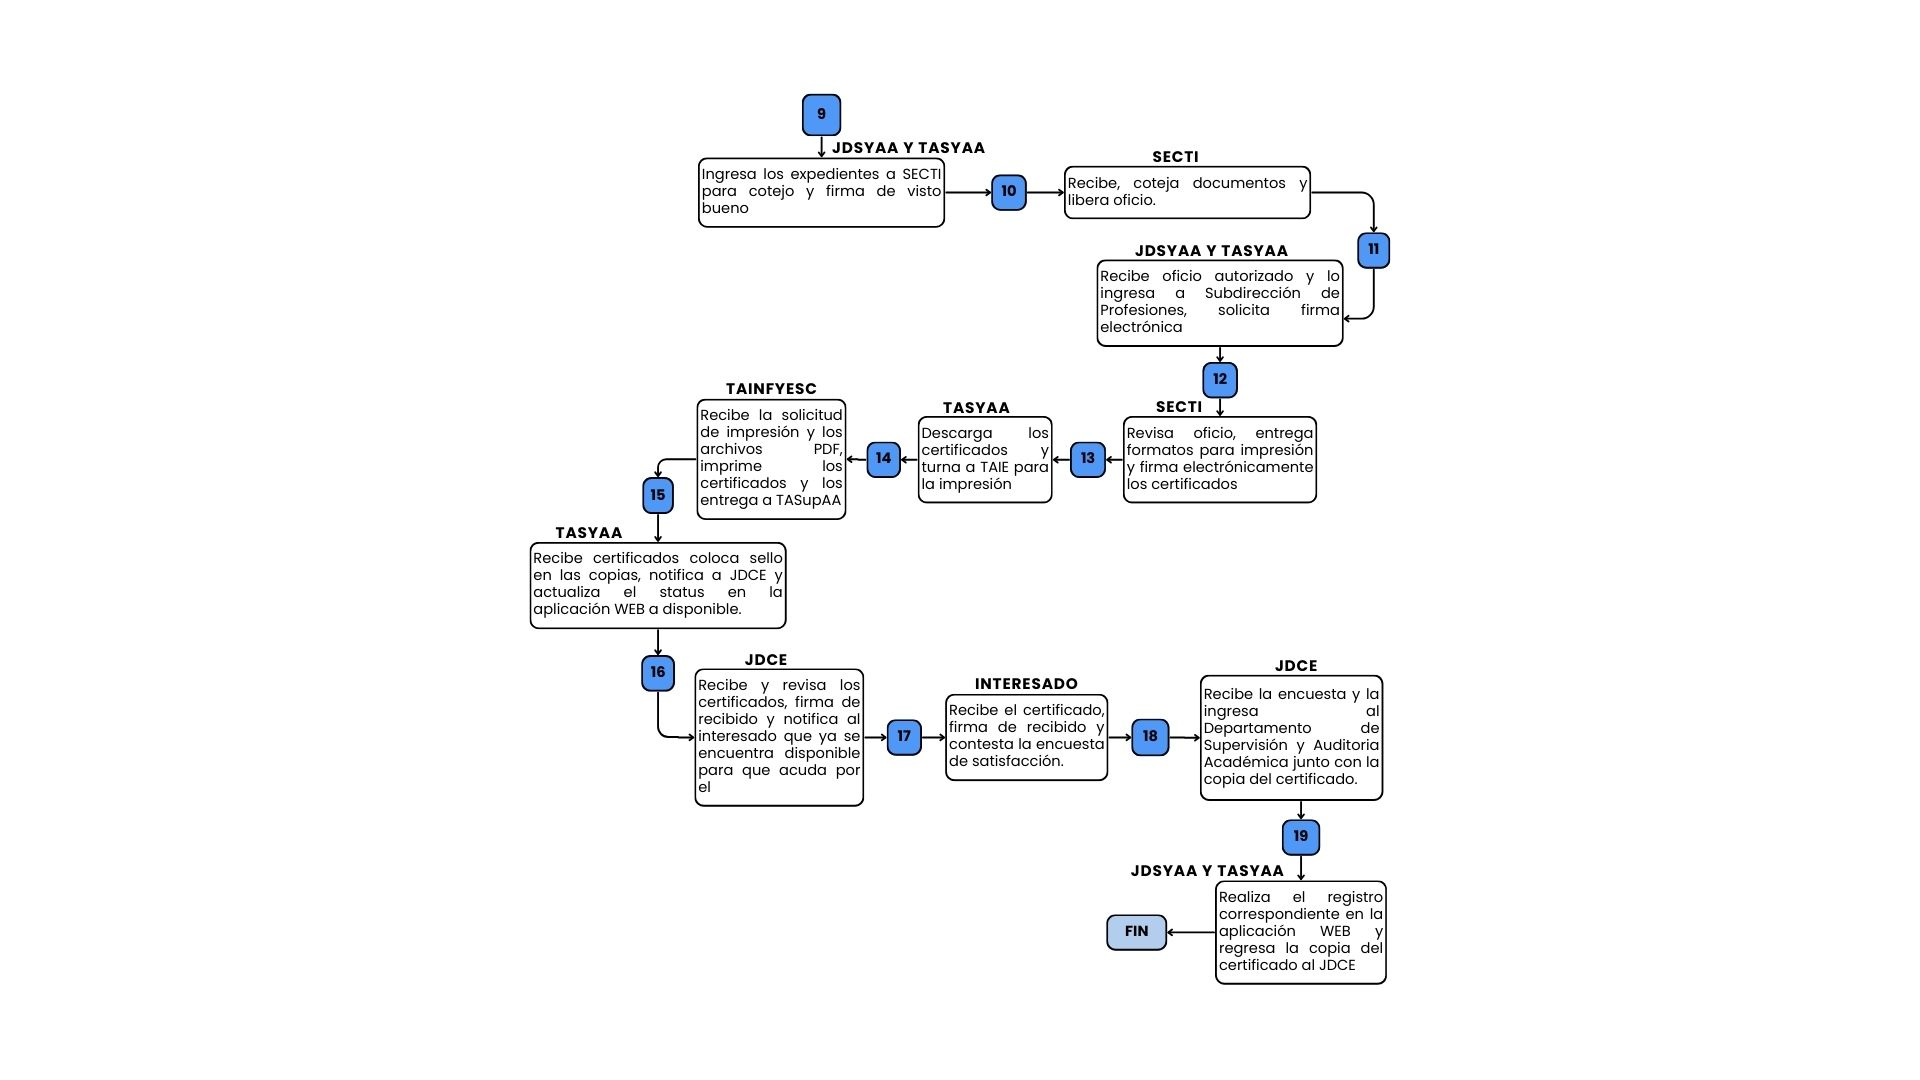 9
JDSYAA Y TASYAA
Ingresa los expedientes a SECTI
para cotejo y firma de visto
bueno
10
SECTI
Recibe, coteja documentos y
libera oficio.
11
JDSYAA Y TASYAA
Recibe oficio autorizado y lo
ingresa a Subdirección de
Profesiones, solicita firma
electrónica
12
SECTI
Revisa oficio, entrega
formatos para impresión
y firma electrónicamente
los certificados
13
TASYAA
Descarga los
certificados y
turna a TAIE para
la impresión
14
TAINFYESC
Recibe la solicitud
de impresión y los
archivos PDF,
imprime los
certificados y los
entrega a TASupAA
15
TASYAA
Recibe certificados coloca sello
en las copias, notifica a JDCE y
actualiza el status en la
aplicación WEB a disponible.
16
JDCE
Recibe y revisa los
certificados, firma de
recibido y notifica al
interesado que ya se
encuentra disponible
para que acuda por
el
17
INTERESADO
Recibe el certificado,
firma de recibido y
contesta la encuesta
de satisfacción.
18
JDCE
Recibe la encuesta y la
ingresa al
Departamento de
Supervisión y Auditoria
Académica junto con la
copia del certificado.
19
JDSYAA Y TASYAA
Realiza el registro
correspondiente en la
aplicación WEB y
regresa la copia del
certificado al JDCE
FIN